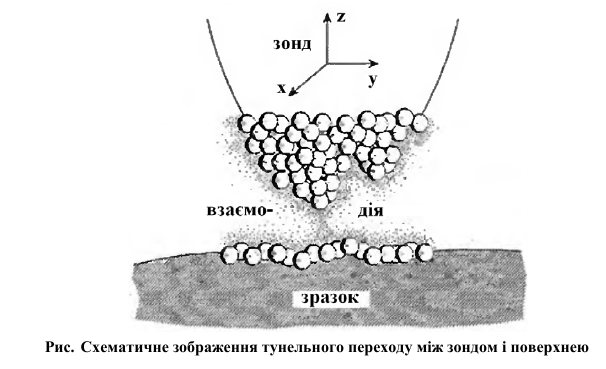 z
зонд
y
x
взаємо- дія
зразок
Рис. Схематичне зображення тунельного переходу між зондом і поверхнею